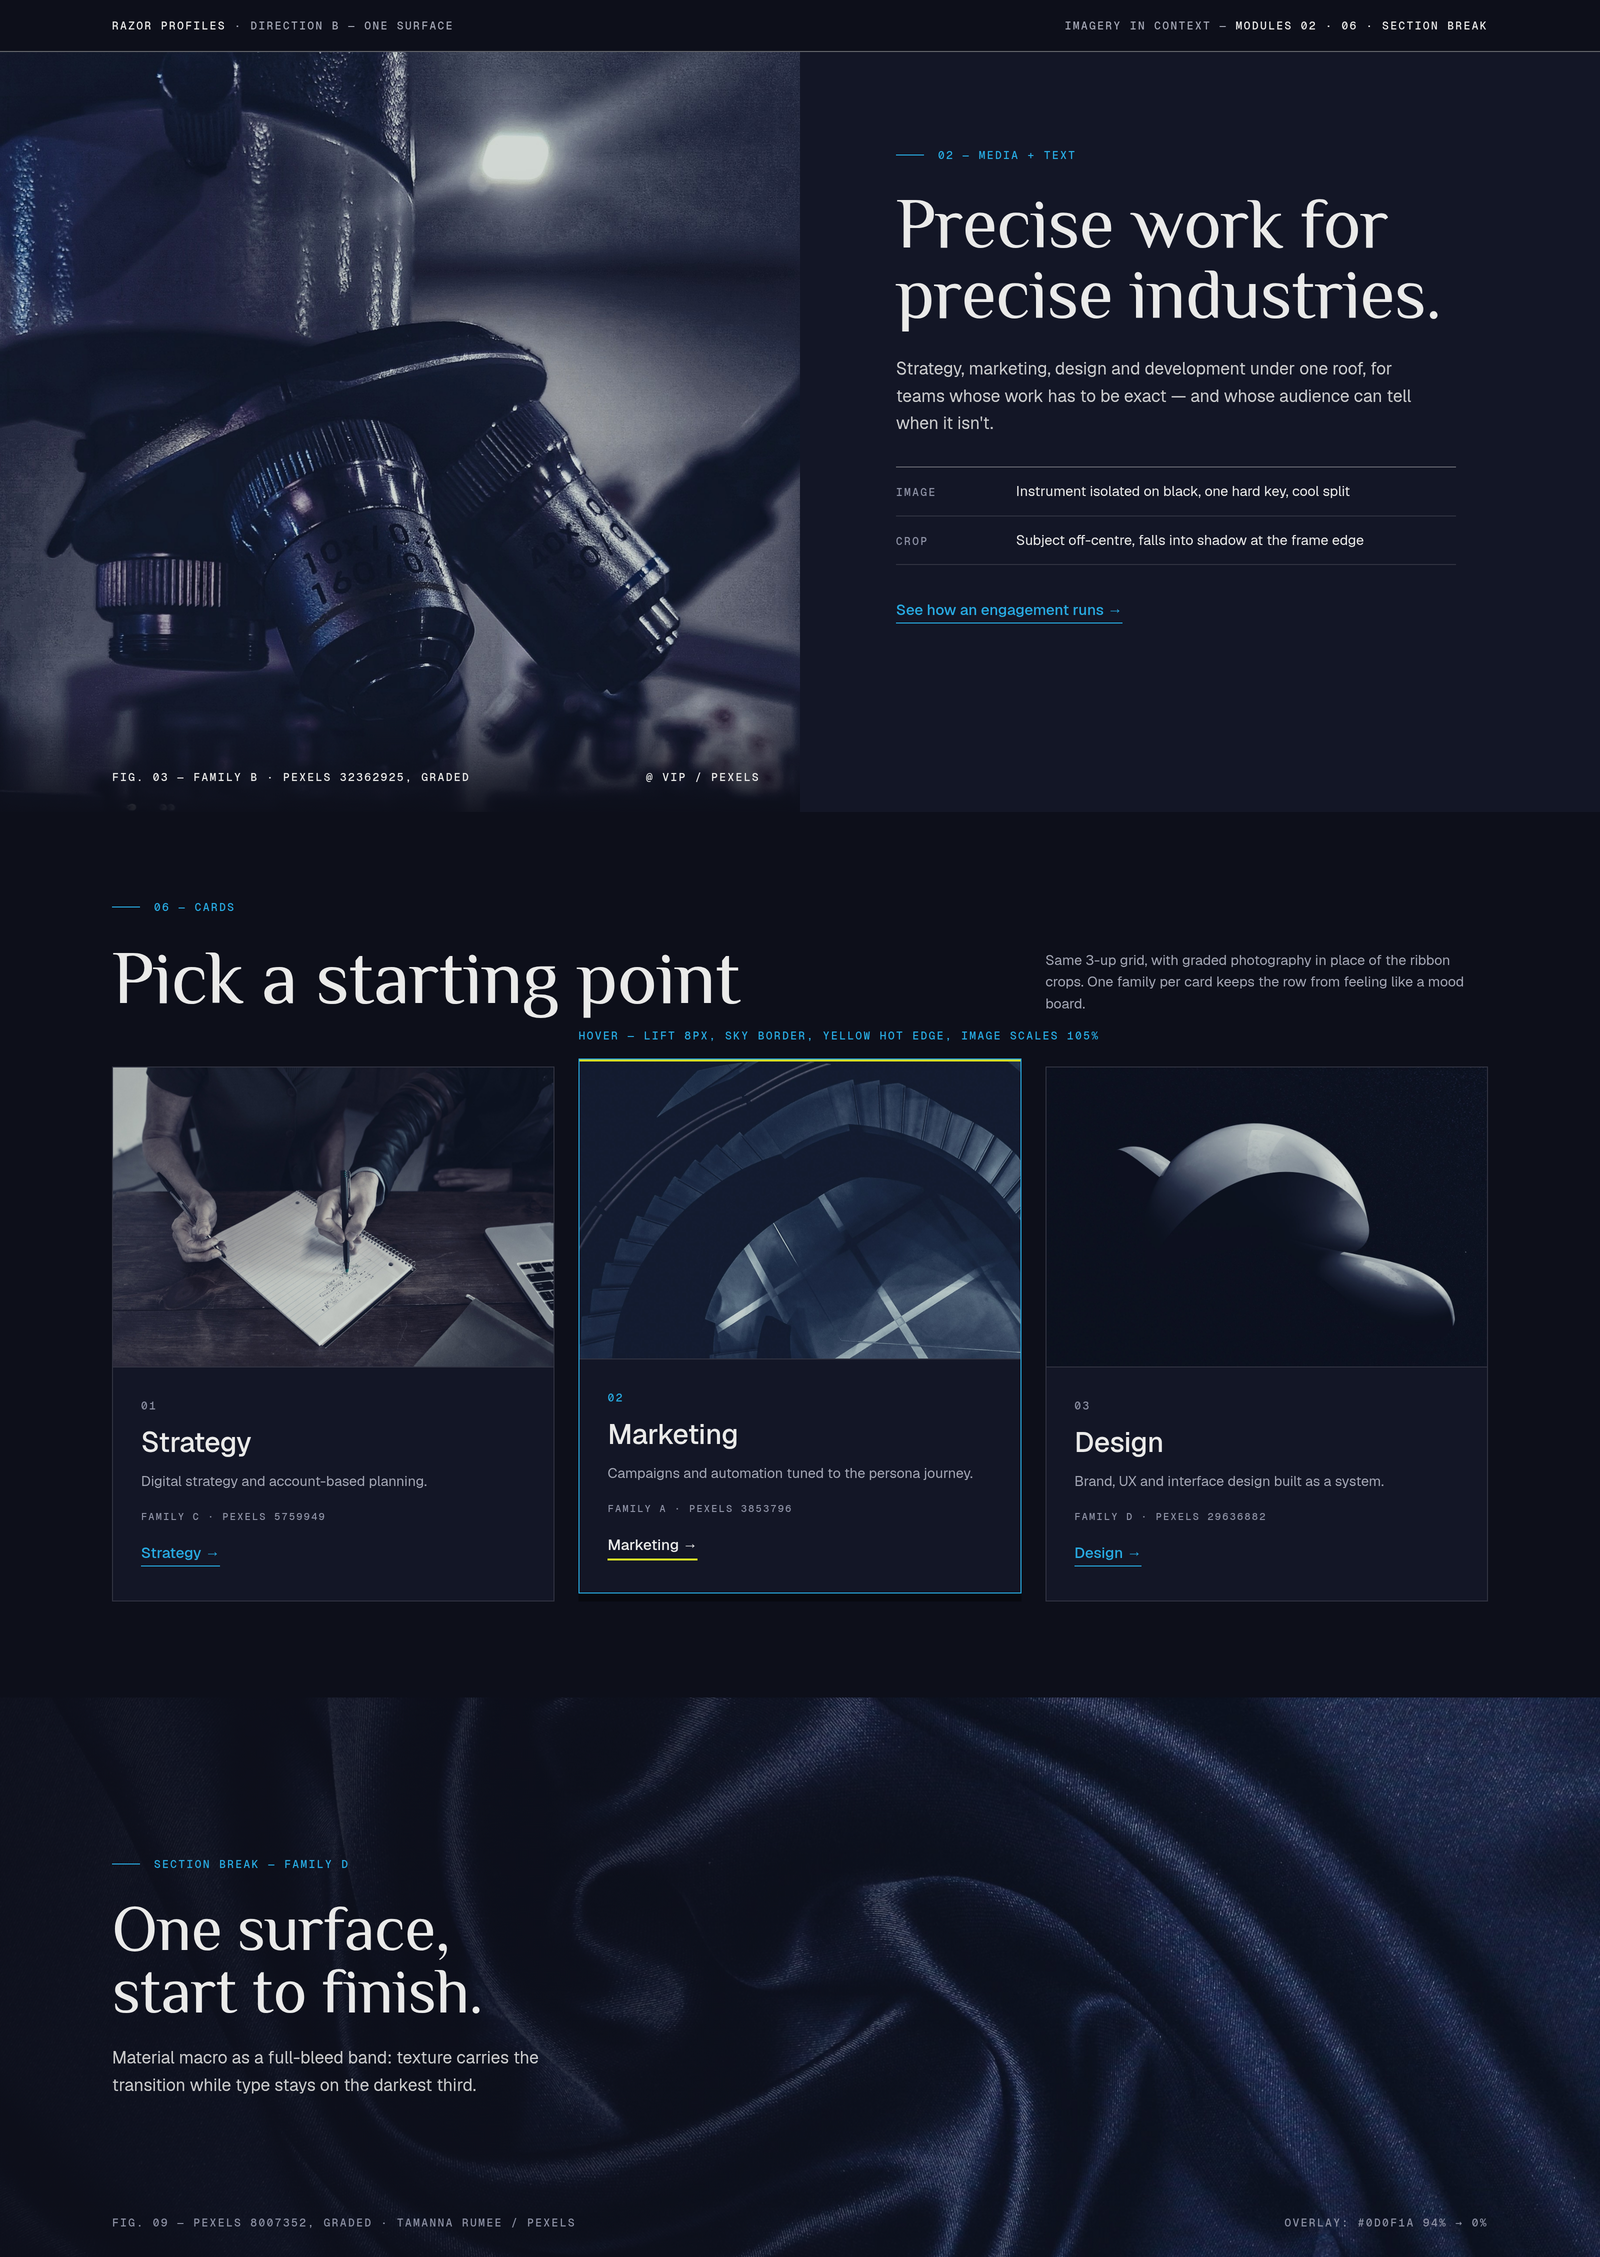 RAZOR PROFILES · DIRECTION B — ONE SURFACE
IMAGERY IN CONTEXT — MODULES 02 · 06 · SECTION BREAK
10X/0.2
160/0.1
FIG. 03 — FAMILY B · PEXELS 32362925, GRADED
@ VIP / PEXELS
02 — MEDIA + TEXT
Precise work for
precise industries.
Strategy, marketing, design and development under one roof, for
teams whose work has to be exact — and whose audience can tell
when it isn't.
IMAGE Instrument isolated on black, one hard key, cool split
CROP Subject off-centre, falls into shadow at the frame edge
See how an engagement runs →
06 — CARDS
Pick a starting point
Same 3-up grid, with graded photography in place of the ribbon
crops. One family per card keeps the row from feeling like a mood
board.
HOVER — LIFT 8PX, SKY BORDER, YELLOW HOT EDGE, IMAGE SCALES 105%
01
Strategy
Digital strategy and account-based planning.
FAMILY C · PEXELS 5759949
Strategy →
02
Marketing
Campaigns and automation tuned to the persona journey.
FAMILY A · PEXELS 3853796
Marketing →
03
Design
Brand, UX and interface design built as a system.
FAMILY D · PEXELS 29636882
Design →
SECTION BREAK — FAMILY D
One surface,
start to finish.
Material macro as a full-bleed band: texture carries the
transition while type stays on the darkest third.
FIG. 09 — PEXELS 8007352, GRADED · TAMANNA RUMEE / PEXELS
OVERLAY: #0D0F1A 94% → 0%